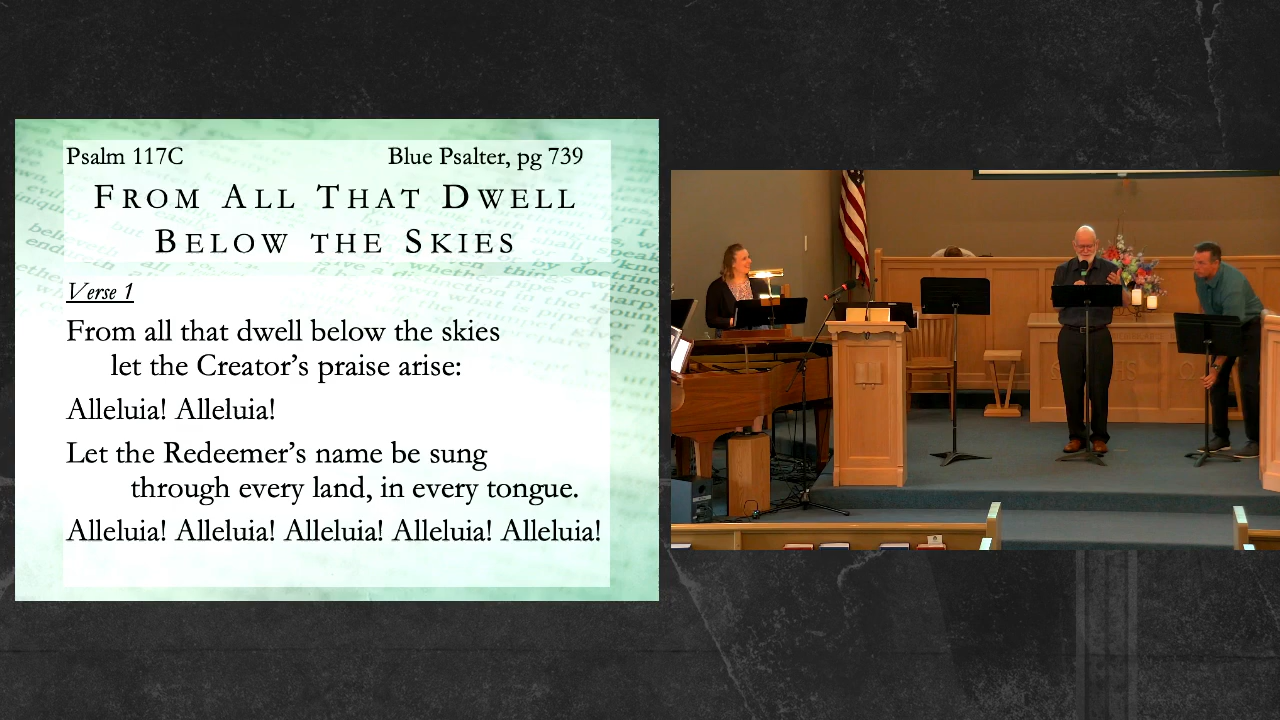 Psalm 117C Blue Psalter, pg 739
From All That Dwell
Below the Skies
Verse 1
From all that dwell below the skies
let the Creator’s praise arise:
Alleluia! Alleluia!
Let the Redeemer’s name be sung
through every land, in every tongue.
Alleluia! Alleluia! Alleluia! Alleluia! Alleluia!